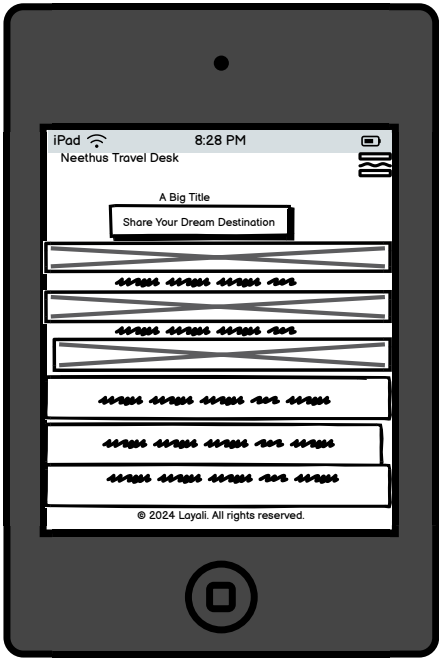 iPad 8:28 PM
Neethus Travel Desk
A Big Title
Share Your Dream Destination
© 2024 Layali. All rights reserved.